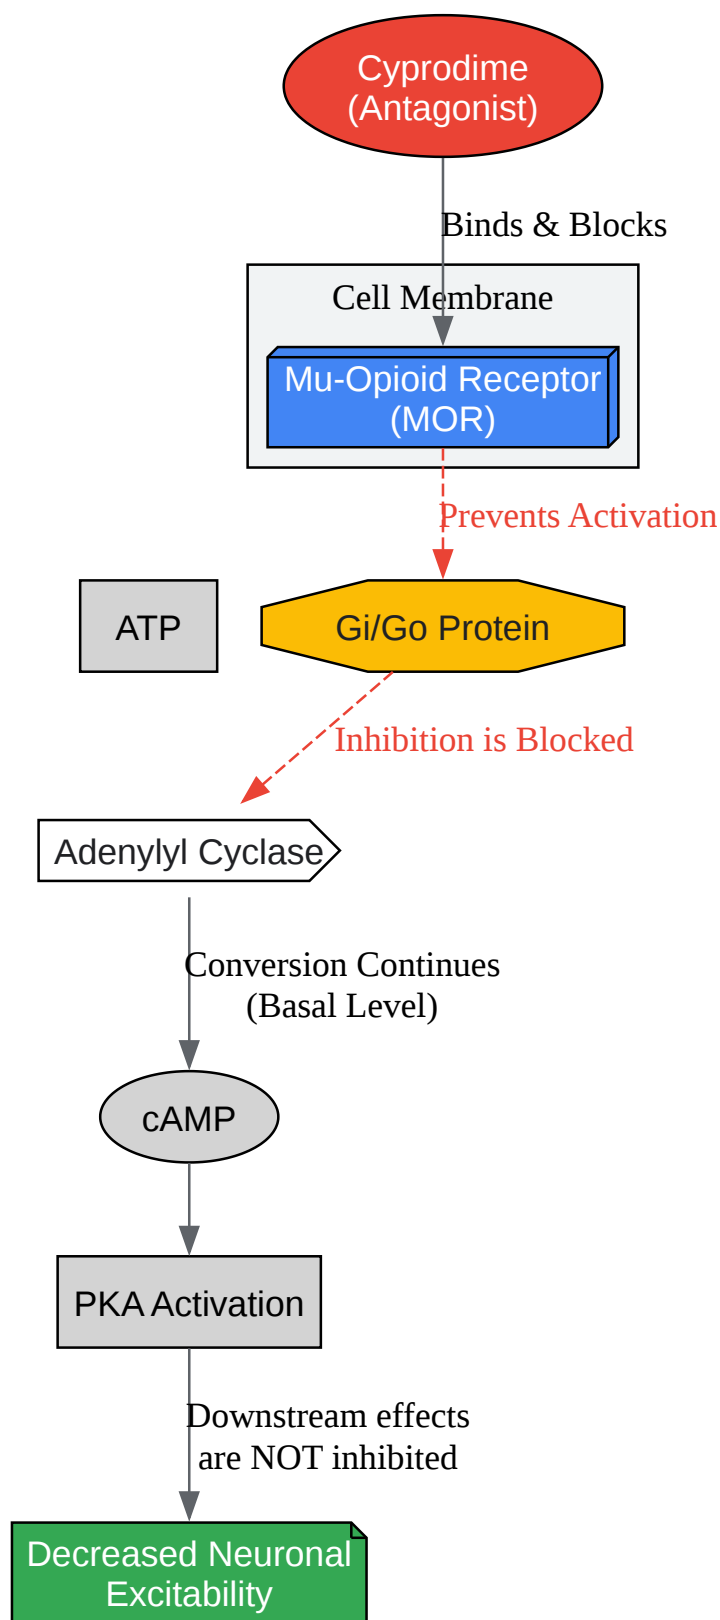 Cyprodime
(Antagonist)
Binds & Blocks
Cell Membrane
Mu-Opioid Receptor
(MOR)
Prevents Activation
ATP
Gi/Go Protein
Inhibition is Blocked
Adenylyl Cyclase
Conversion Continues
(Basal Level)
cAMP
PKA Activation
Downstream effects
are NOT inhibited
Decreased Neuronal
Excitability